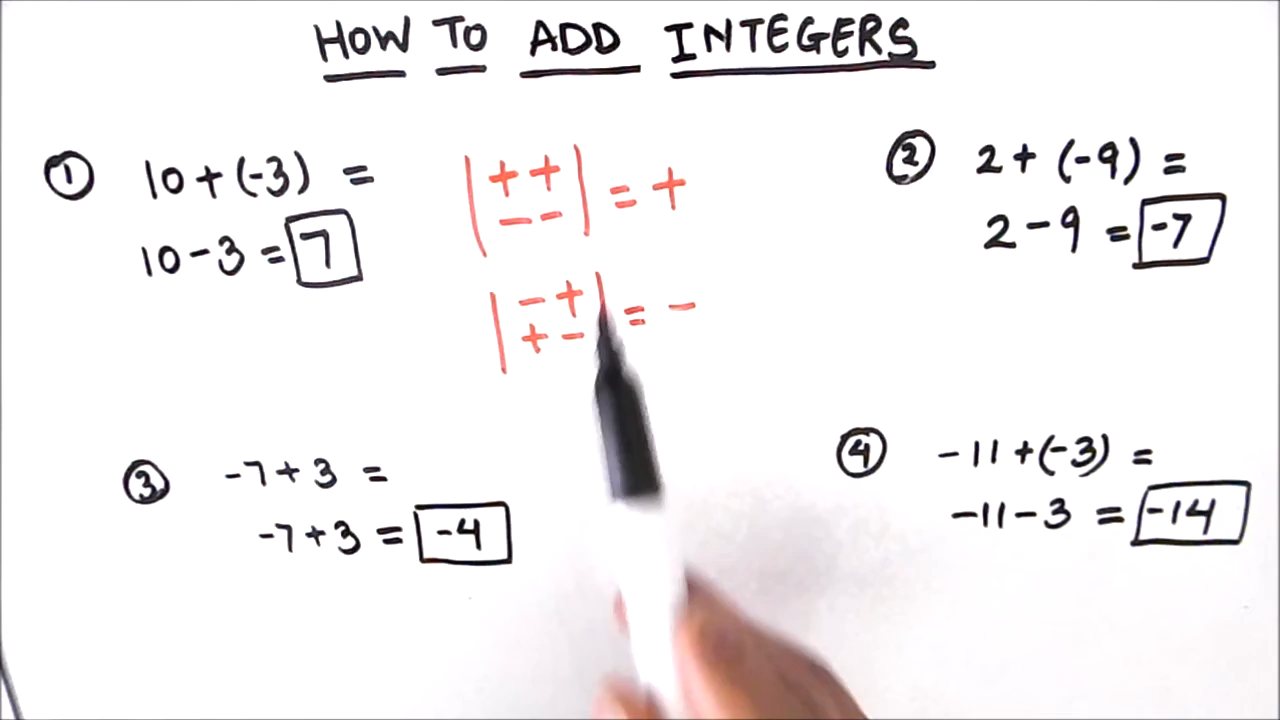 HOW TO ADD INTEGERS
① 10 + (-3) =
10 - 3 = 7
|+ +
- -| = +
|- +
+ -| = -
② 2 + (-9) =
2 - 9 = -7
③ -7 + 3 =
-7 + 3 = -4
④ -11 + (-3) =
-11 - 3 = -14